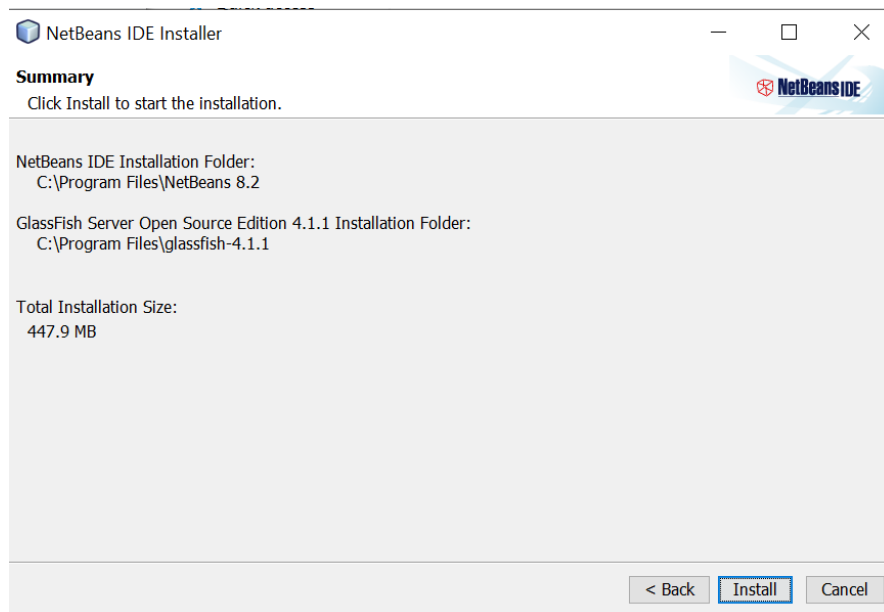 NetBeans IDE Installer
Summary
Click Install to start the installation.
NetBeans IDE
NetBeans IDE Installation Folder:
C:\Program Files\NetBeans 8.2
GlassFish Server Open Source Edition 4.1.1 Installation Folder:
C:\Program Files\glassfish-4.1.1
Total Installation Size:
447.9 MB
< Back Install Cancel